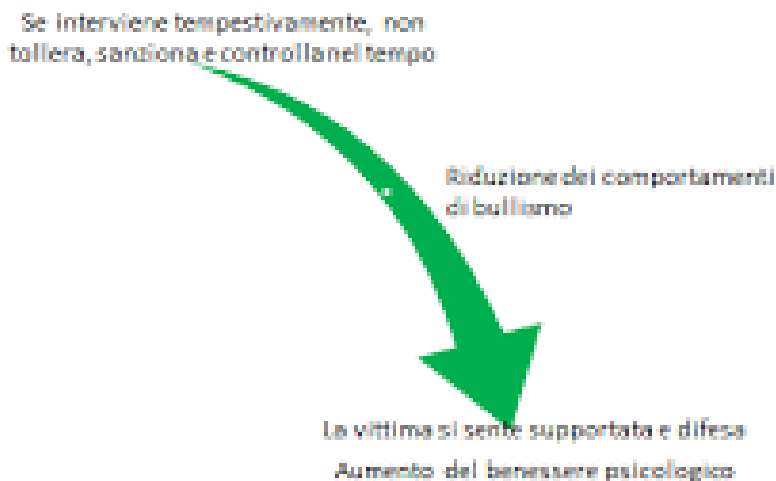 Se interviene tempestivamente, non
tollera, sanziona e controlla nel tempo
Riduzione dei comportamenti
di bullismo
La vittima si sente supportata e difesa
Aumento del benessere psicologico